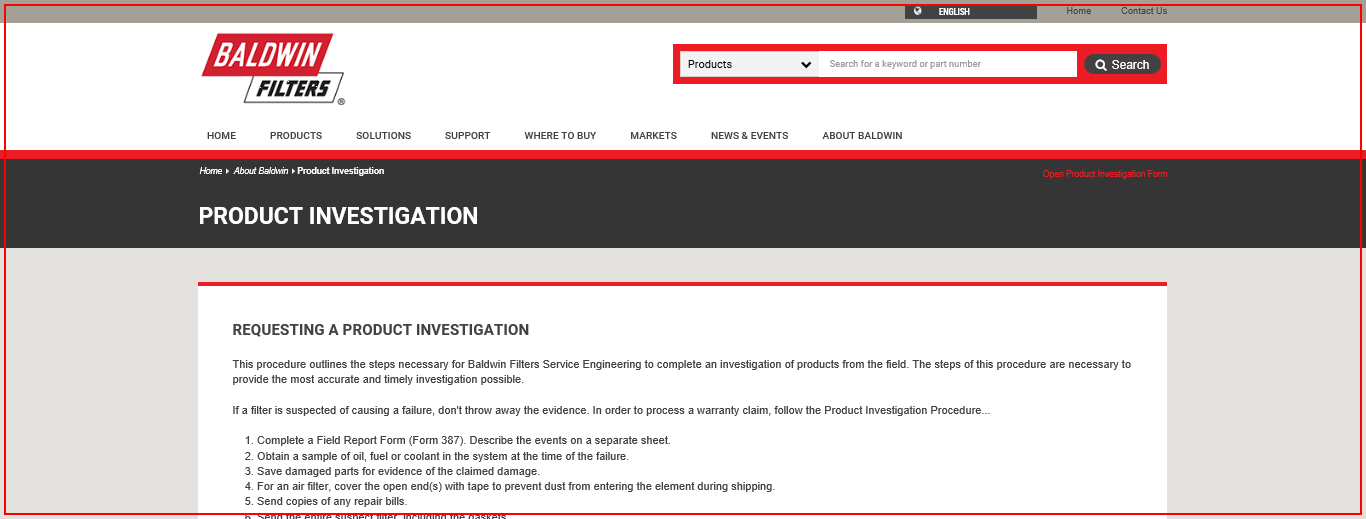 ENGLISH
Home
Contact Us
BALDWIN
FILTERS
®
Products
Search for a keyword or part number
Search
HOME PRODUCTS SOLUTIONS SUPPORT WHERE TO BUY MARKETS NEWS & EVENTS ABOUT BALDWIN
Home About Baldwin Product Investigation
Open Product Investigation Form
PRODUCT INVESTIGATION
REQUESTING A PRODUCT INVESTIGATION
This procedure outlines the steps necessary for Baldwin Filters Service Engineering to complete an investigation of products from the field. The steps of this procedure are necessary to
provide the most accurate and timely investigation possible.
If a filter is suspected of causing a failure, don't throw away the evidence. In order to process a warranty claim, follow the Product Investigation Procedure...
1. Complete a Field Report Form (Form 387). Describe the events on a separate sheet.
2. Obtain a sample of oil, fuel or coolant in the system at the time of the failure.
3. Save damaged parts for evidence of the claimed damage.
4. For an air filter, cover the open end(s) with tape to prevent dust from entering the element during shipping.
5. Send copies of any repair bills.
6. Send the entire suspect filter, including the gaskets.